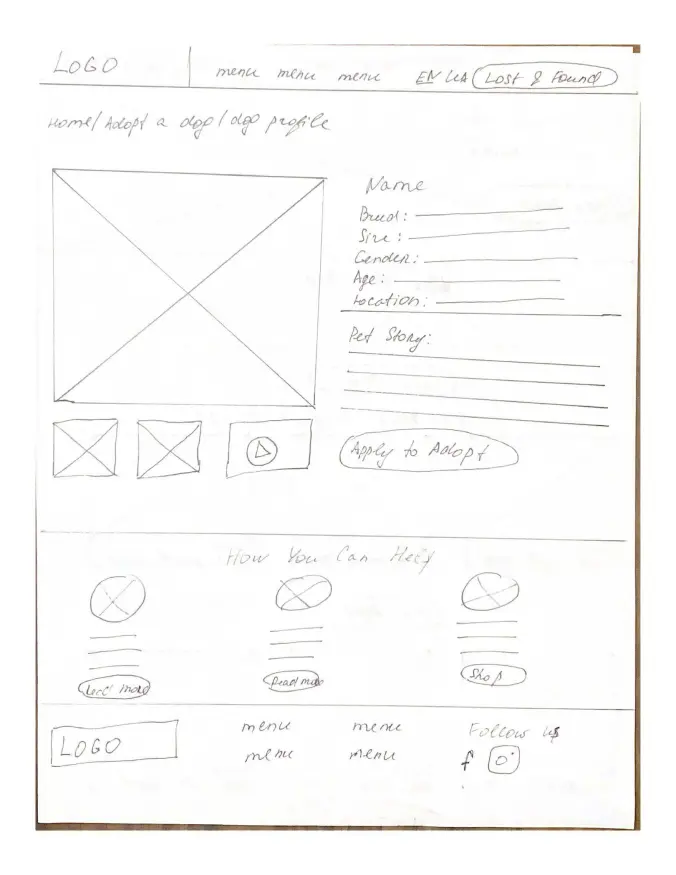 LOGO menu menu menu EN UA Lost & Found
Home/ Adopt a dog / dog profile
Name
Breed:
Size:
Gender:
Age:
Location:
Pet Story:
Apply to Adopt
How You Can Help
Read more Read more Shop
LOGO menu menu Follow us
menu menu